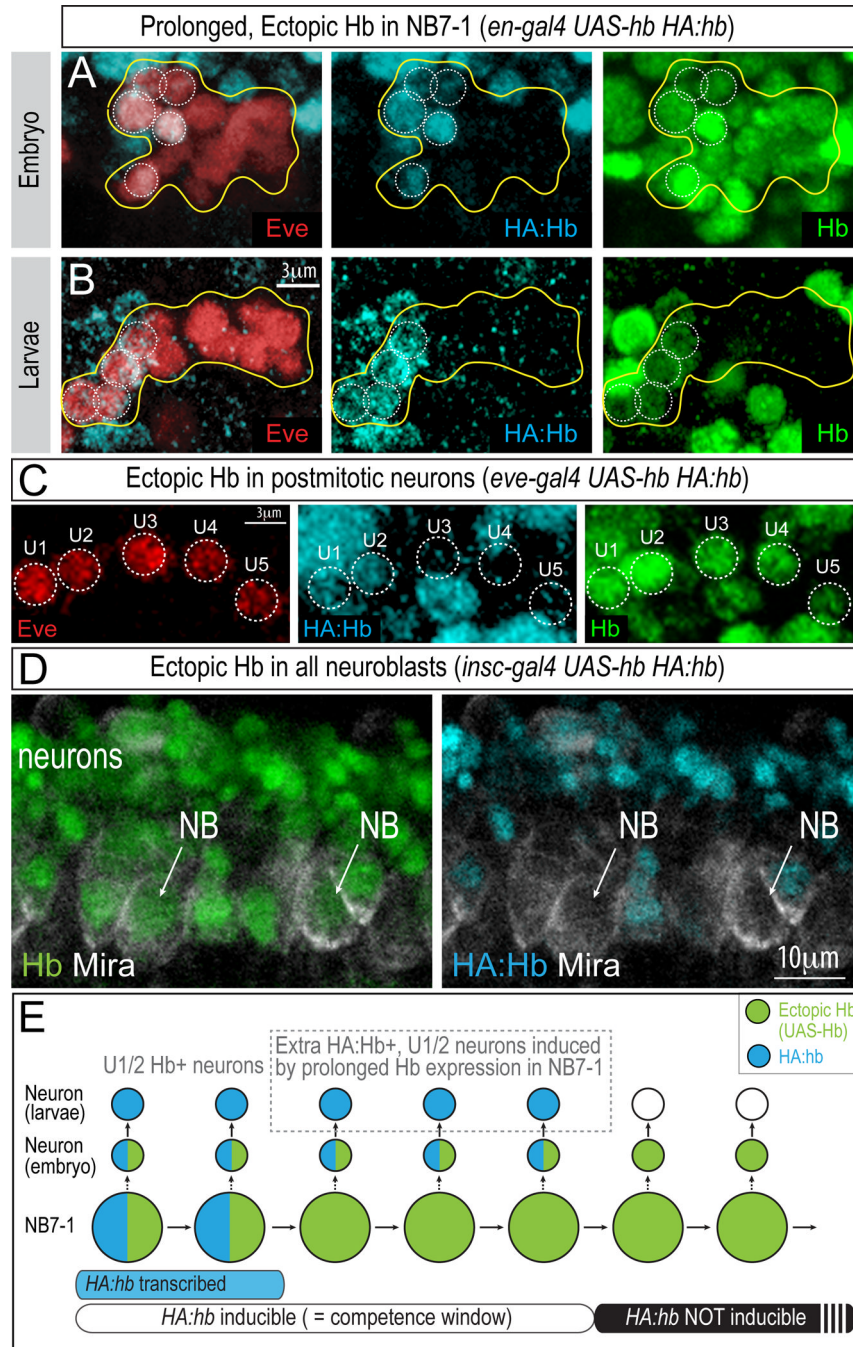 Prolonged, Ectopic Hb in NB7-1 (en-gal4 UAS-hb HA:hb)
Embryo
A
Eve
HA:Hb
Hb
Larvae
B
3μm
Eve
HA:Hb
Hb
C
Ectopic Hb in postmitotic neurons (eve-gal4 UAS-hb HA:hb)
U1
U2
U3
U4
U5
3μm
Eve
U1
U2
U3
U4
U5
HA:Hb
U1
U2
U3
U4
U5
Hb
D
Ectopic Hb in all neuroblasts (insc-gal4 UAS-hb HA:hb)
neurons
NB
NB
Hb Mira
NB
NB
HA:Hb Mira
10μm
E
Ectopic Hb
(UAS-Hb)
HA:hb
U1/2 Hb+ neurons
Extra HA:Hb+, U1/2 neurons induced
by prolonged Hb expression in NB7-1
Neuron
(larvae)
Neuron
(embryo)
NB7-1
HA:hb transcribed
HA:hb inducible ( = competence window)
HA:hb NOT inducible